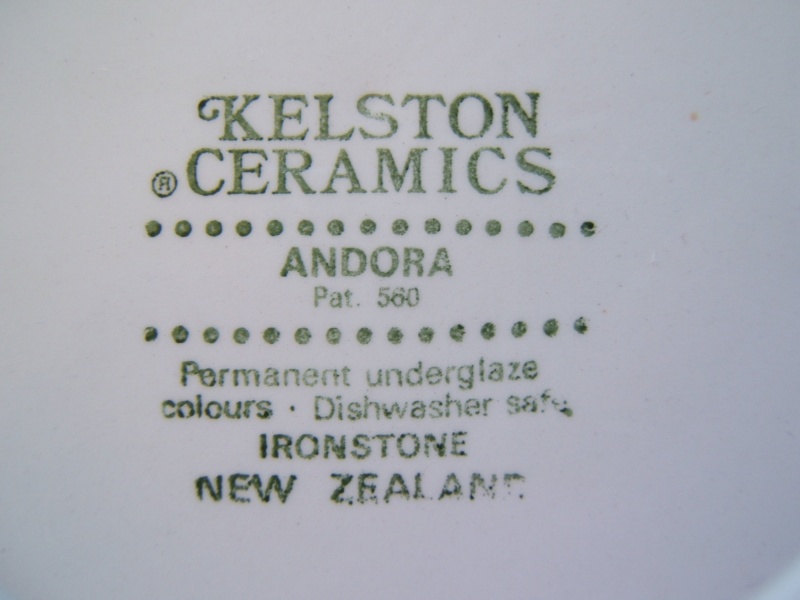 KELSTON
® CERAMICS
ANDORA
Pat. 560
Permanent underglaze
colours · Dishwasher safe
IRONSTONE
NEW ZEALAND